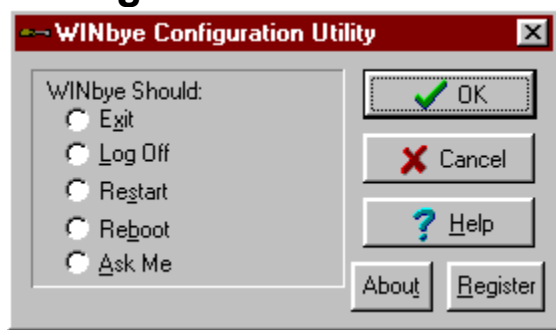 WINbye Configuration Utility
WINbye Should:
Exit
Log Off
Restart
Reboot
Ask Me
OK
Cancel
Help
About
Register